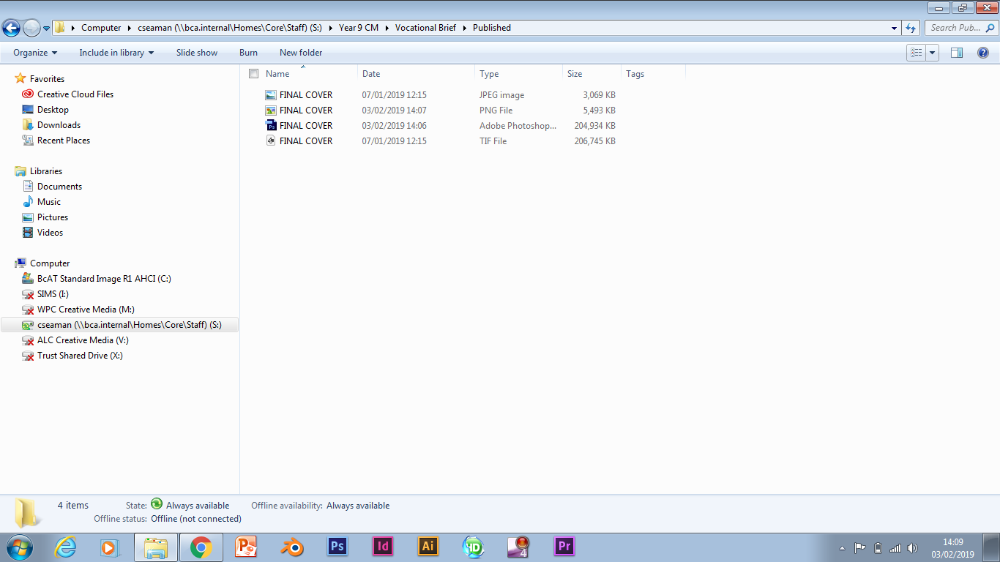 Computer cseaman (\\bca.internal\Homes\Core\Staff) (S:) Year 9 CM Vocational Brief Published Search Pub...
Organize Include in library Slide show Burn New folder
Favorites
Creative Cloud Files
Desktop
Downloads
Recent Places
Libraries
Documents
Music
Pictures
Videos
Computer
BcAT Standard Image R1 AHCI (C:)
SIMS (I:)
WPC Creative Media (M:)
cseaman (\\bca.internal\Homes\Core\Staff) (S:)
ALC Creative Media (V:)
Trust Shared Drive (X:)
Name Date Type Size Tags
FINAL COVER 07/01/2019 12:15 JPEG image 3,069 KB
FINAL COVER 03/02/2019 14:07 PNG File 5,493 KB
FINAL COVER 03/02/2019 14:06 Adobe Photoshop... 204,934 KB
FINAL COVER 07/01/2019 12:15 TIF File 206,745 KB
4 items State: Always available Offline availability: Always available
Offline status: Offline (not connected)
Ps Id Ai iD 4 Pr
14:09
03/02/2019